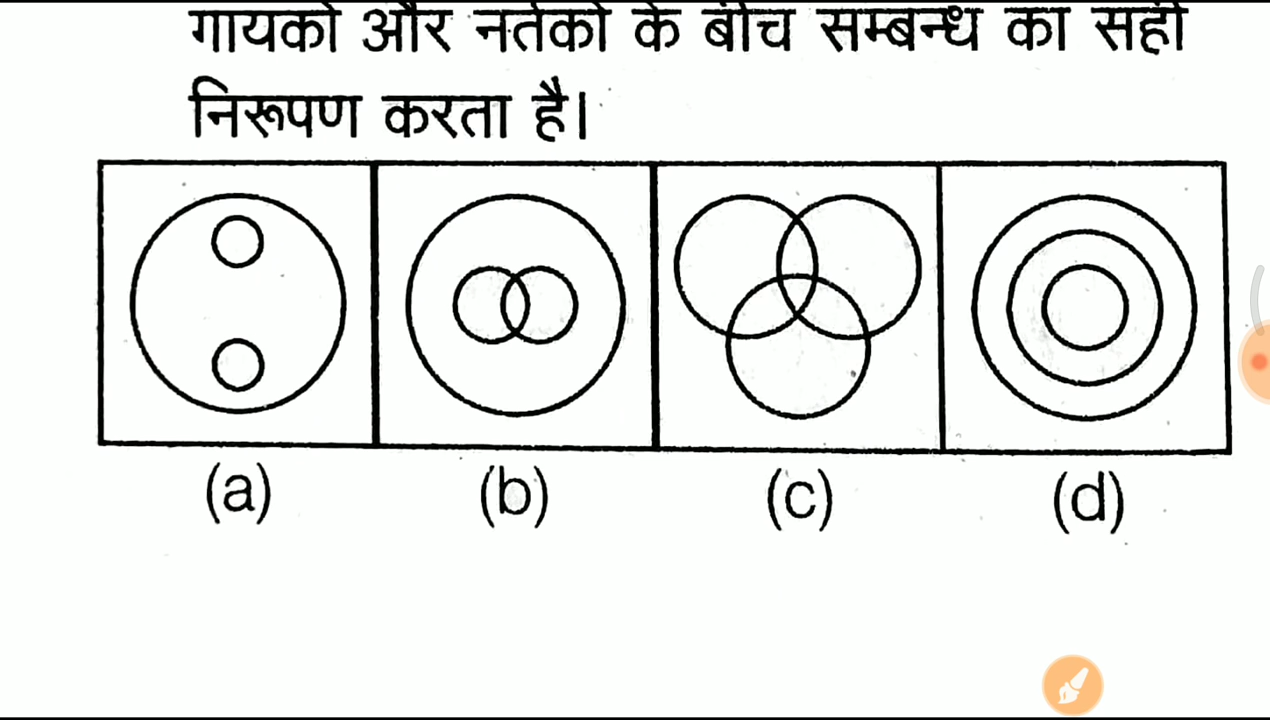 गायकों और नर्तकों के बीच सम्बन्ध का सही
निरूपण करता है।
(a) (b) (c) (d)